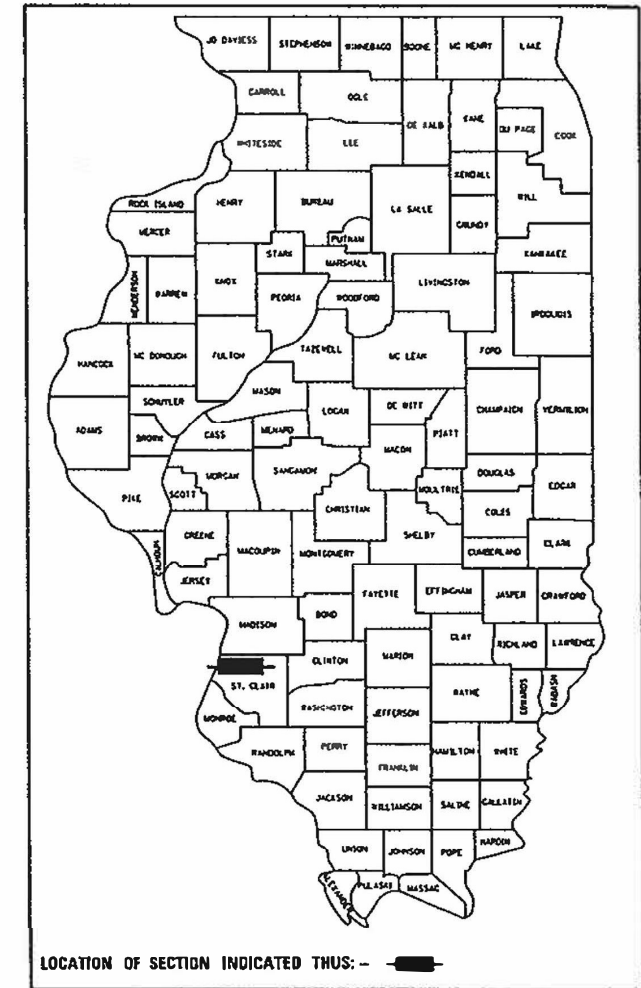 JO DAVIESS STEPHENSON WINNEBAGO BOONE MC HENRY LAKE
CARROLL OGLE DE KALB KANE DU PAGE COOK
WHITESIDE LEE
KENDALL WILL
ROCK ISLAND HENRY BUREAU LA SALLE GRUNDY
MERCER PUTNAM
STARK MARSHALL KANKAKEE
HENDERSON WARREN KNOX PEORIA WOODFORD LIVINGSTON
IROQUOIS
HANCOCK MC DONOUGH FULTON TAZEWELL MC LEAN FORD
MASON
SCHUYLER LOGAN DE WITT CHAMPAIGN VERMILION
ADAMS BROWN CASS MENARD MACON PIATT
PIKE SCOTT MORGAN SANGAMON MOULTRIE DOUGLAS EDGAR
CHRISTIAN COLES
CALHOUN GREENE MACOUPIN MONTGOMERY SHELBY CUMBERLAND CLARK
JERSEY
FAYETTE EFFINGHAM JASPER CRAWFORD
MADISON BOND
CLAY RICHLAND LAWRENCE
CLINTON MARION
ST. CLAIR WAYNE EDWARDS WABASH
WASHINGTON JEFFERSON
MONROE
RANDOLPH PERRY HAMILTON WHITE
FRANKLIN
JACKSON WILLIAMSON SALINE GALLATIN
UNION JOHNSON POPE HARDIN
ALEXANDER PULASKI MASSAC
LOCATION OF SECTION INDICATED THUS: -